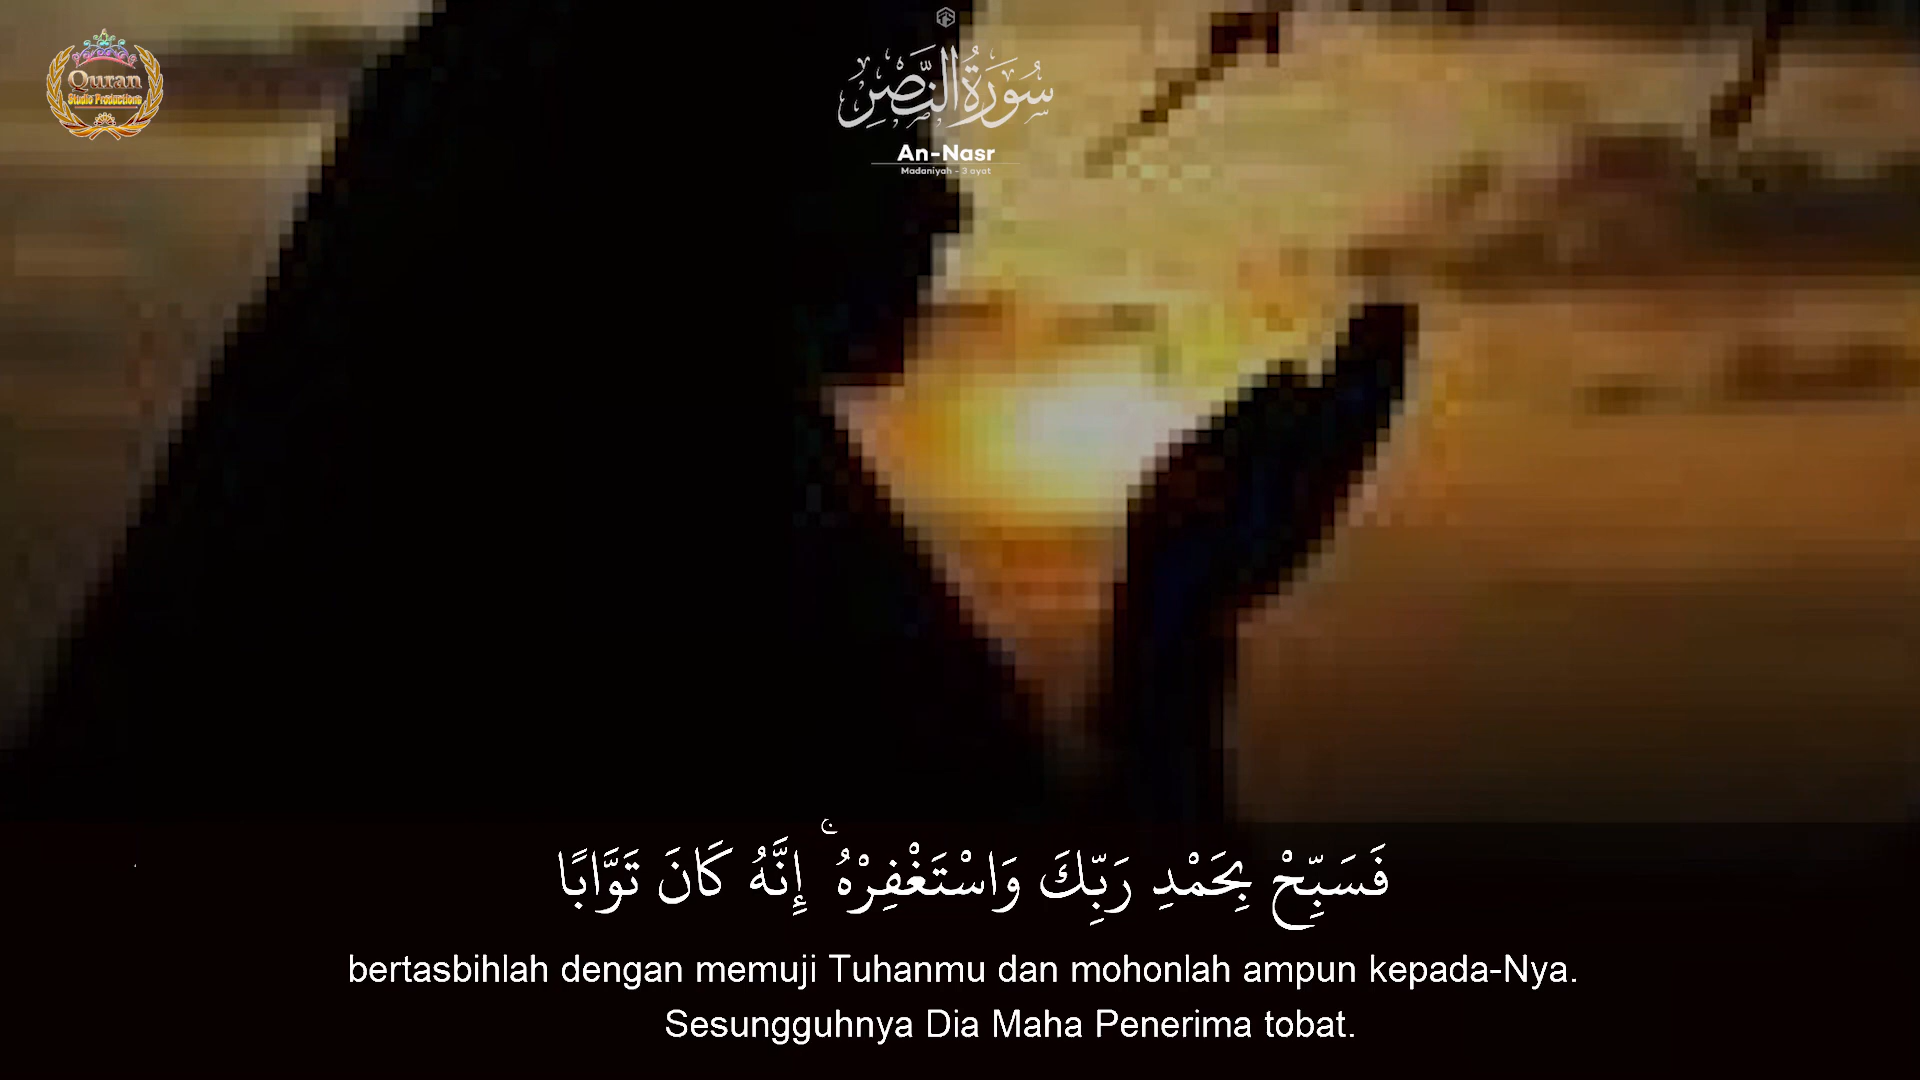 Quran
Studio Productions
سُورَةُ النَّصْرِ
An-Nasr
Madaniyah - 3 ayat
فَسَبِّحْ بِحَمْدِ رَبِّكَ وَاسْتَغْفِرْهُ ۚ إِنَّهُ كَانَ تَوَّابًا
bertasbihlah dengan memuji Tuhanmu dan mohonlah ampun kepada-Nya.
Sesungguhnya Dia Maha Penerima tobat.